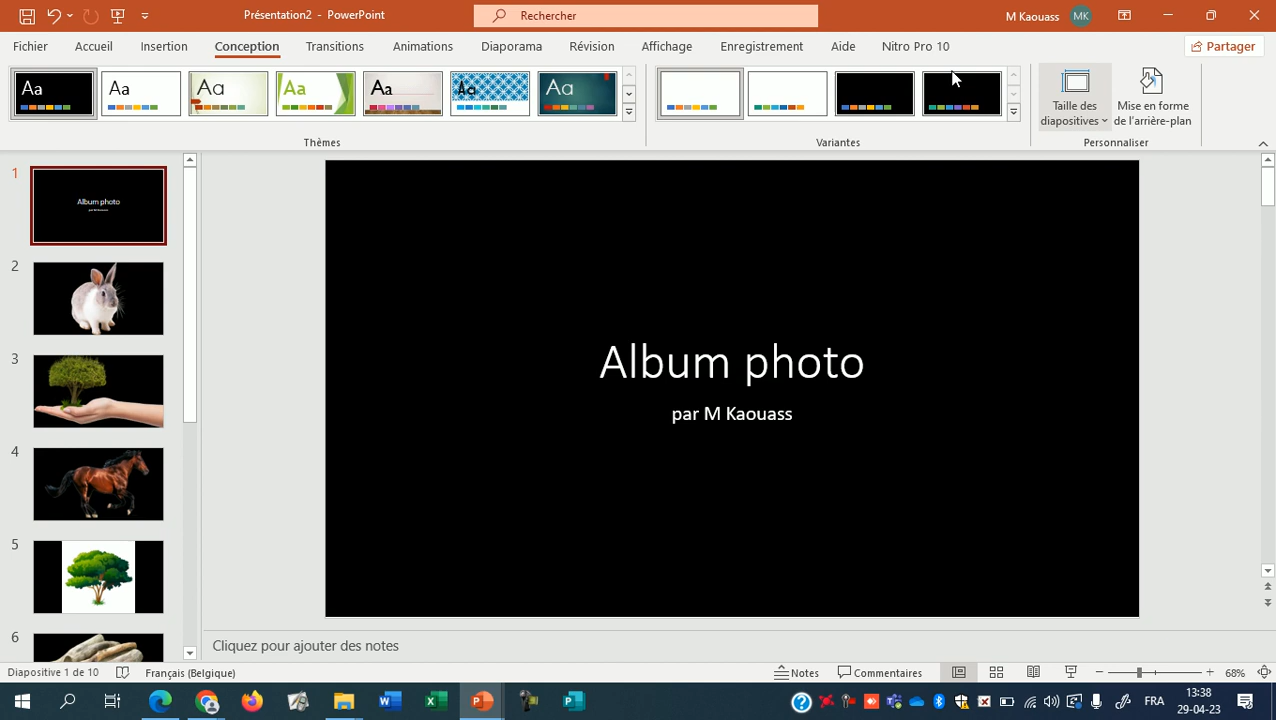 Présentation2 - PowerPoint
Rechercher
M Kaouass
MK
Fichier
Accueil
Insertion
Conception
Transitions
Animations
Diaporama
Révision
Affichage
Enregistrement
Aide
Nitro Pro 10
Partager
Aa
Aa
Aa
Aa
Aa
Aa
Aa
Taille des
diapositives
Mise en forme
de l'arrière-plan
Thèmes
Variantes
Personnaliser
1
Album photo
par M Kaouass
2
3
4
5
6
Album photo
par M Kaouass
Cliquez pour ajouter des notes
Diapositive 1 de 10
Français (Belgique)
Notes
Commentaires
68%
FRA
13:38
29-04-23